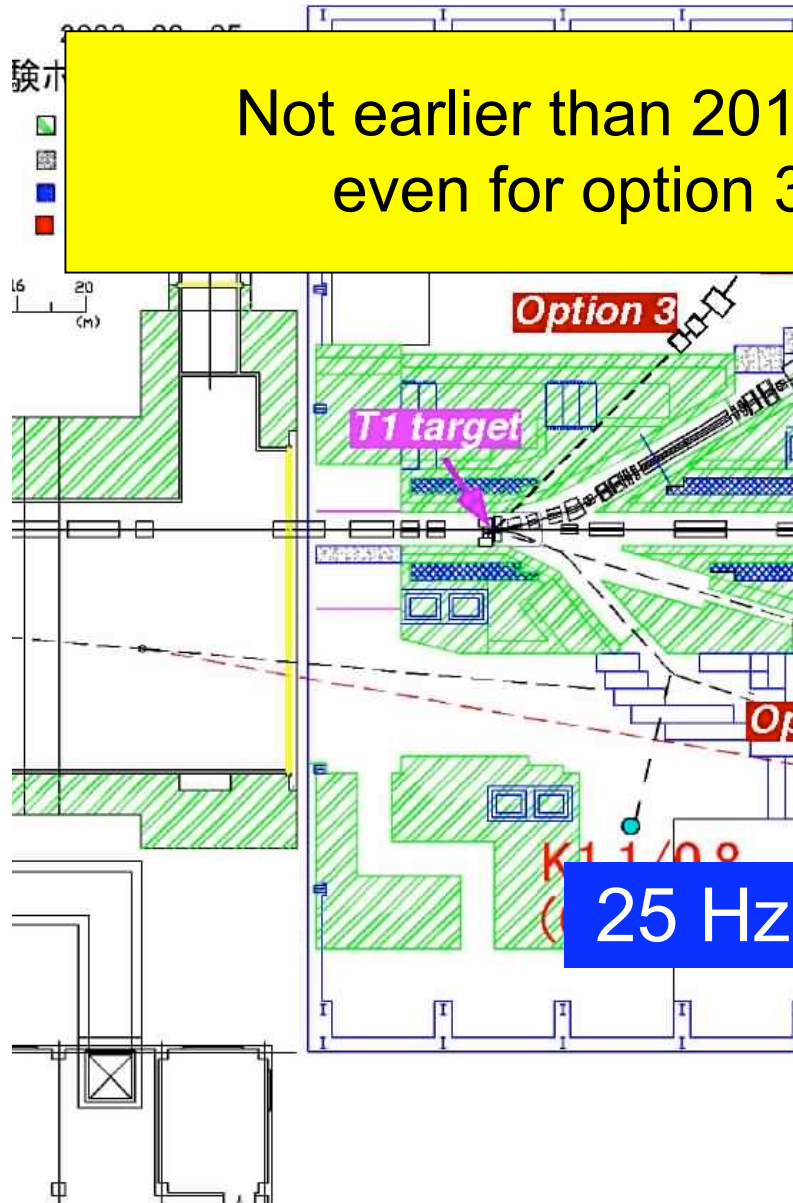 験ホ
Not earlier than 201
even for option 3
16 20
(m)
Option 3
T1 target
Op
K1.1/0.8
(
25 Hz